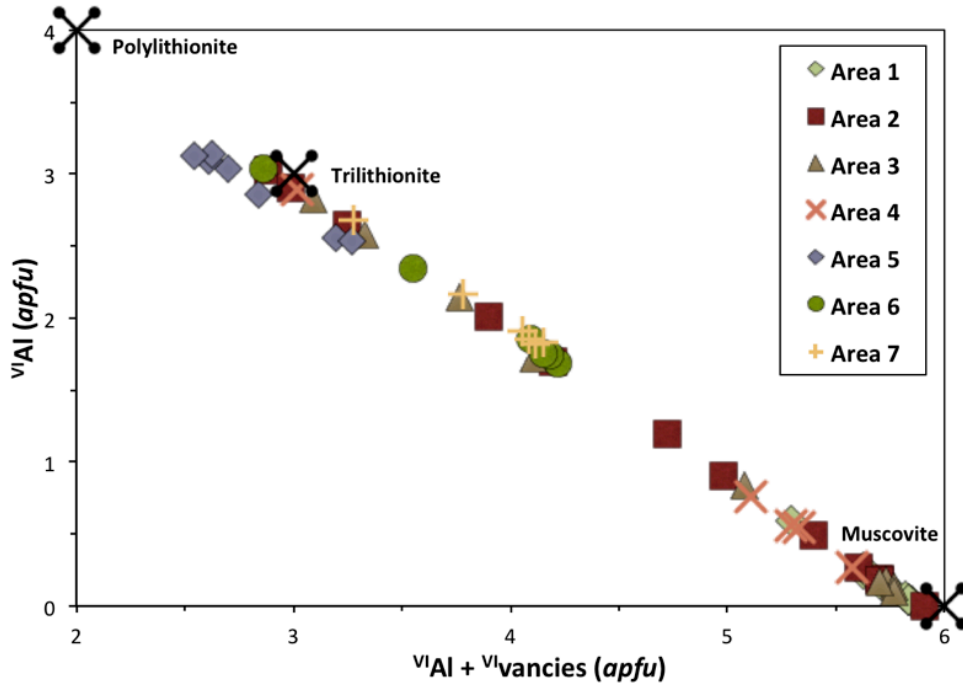 4
Polylithionite
Area 1
Area 2
Area 3
Area 4
Area 5
Area 6
Area 7
3
Trilithionite
ⱽᴵAl (apfu)
2
1
Muscovite
0
2 3 4 5 6
ⱽᴵAl + ⱽᴵvancies (apfu)